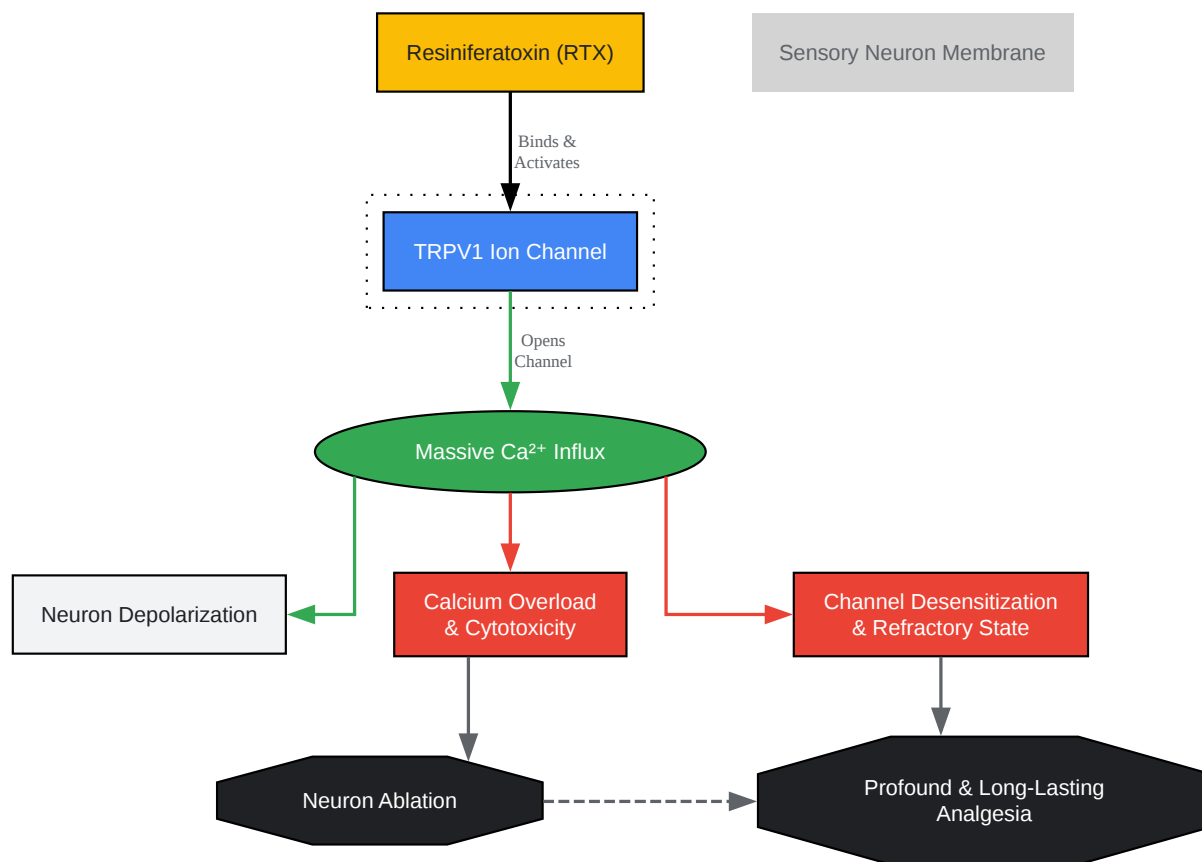 Resiniferatoxin (RTX)
Sensory Neuron Membrane
Binds &
Activates
TRPV1 Ion Channel
Opens
Channel
Massive Ca²⁺ Influx
Neuron Depolarization
Calcium Overload
& Cytotoxicity
Channel Desensitization
& Refractory State
Neuron Ablation
Profound & Long-Lasting
Analgesia